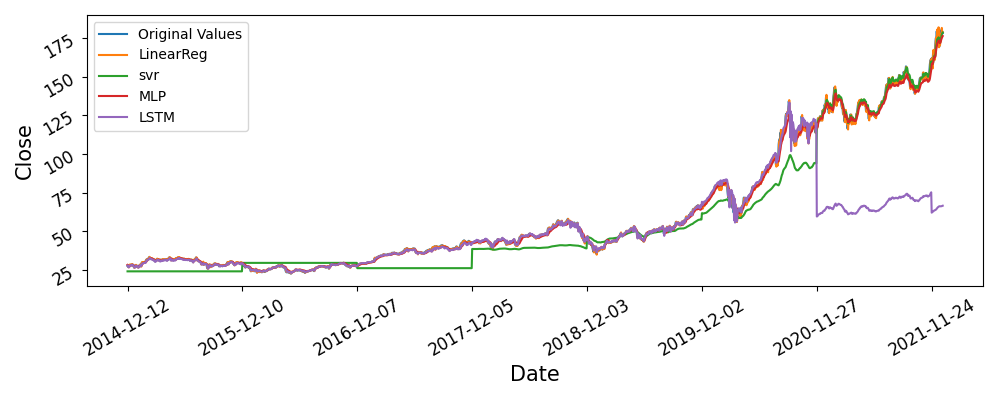 Original Values
LinearReg
svr
MLP
LSTM
Close
175
150
125
100
75
50
25
2014-12-12
2015-12-10
2016-12-07
2017-12-05
2018-12-03
2019-12-02
2020-11-27
2021-11-24
Date